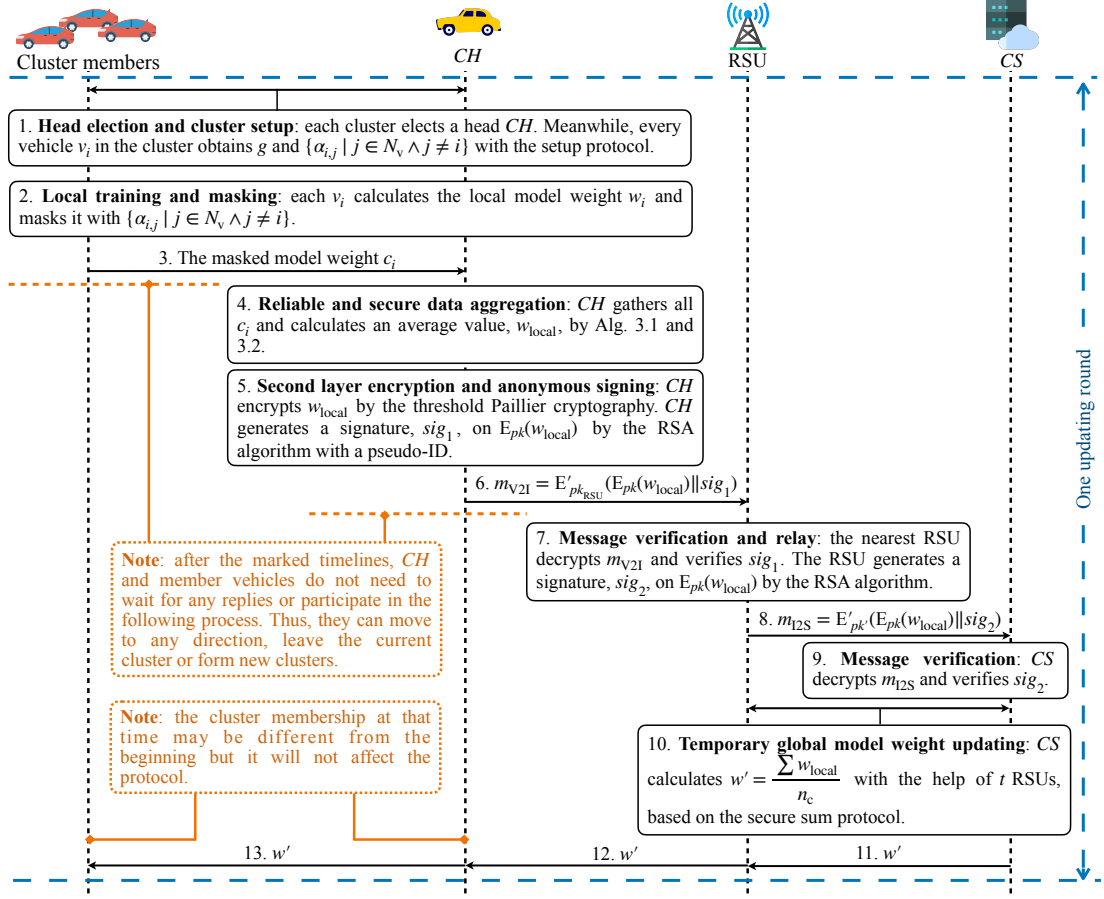 Cluster members
CH
RSU
CS
1. Head election and cluster setup: each cluster elects a head CH. Meanwhile, every
vehicle v_i in the cluster obtains g and {α_{i,j} | j ∈ N_v ∧ j ≠ i} with the setup protocol.
2. Local training and masking: each v_i calculates the local model weight w_i and
masks it with {α_{i,j} | j ∈ N_v ∧ j ≠ i}.
3. The masked model weight c_i
4. Reliable and secure data aggregation: CH gathers all
c_i and calculates an average value, w_local, by Alg. 3.1 and
3.2.
5. Second layer encryption and anonymous signing: CH
encrypts w_local by the threshold Paillier cryptography. CH
generates a signature, sig_1, on E_pk(w_local) by the RSA
algorithm with a pseudo-ID.
6. m_V2I = E′_{pk_RSU}(E_pk(w_local)||sig_1)
7. Message verification and relay: the nearest RSU
decrypts m_V2I and verifies sig_1. The RSU generates a
signature, sig_2, on E_pk(w_local) by the RSA algorithm.
Note: after the marked timelines, CH
and member vehicles do not need to
wait for any replies or participate in the
following process. Thus, they can move
to any direction, leave the current
cluster or form new clusters.
8. m_I2S = E′_{pk′}(E_pk(w_local)||sig_2)
9. Message verification: CS
decrypts m_I2S and verifies sig_2.
Note: the cluster membership at that
time may be different from the
beginning but it will not affect the
protocol.
10. Temporary global model weight updating: CS
calculates w′ = ∑ w_local / n_c with the help of t RSUs,
based on the secure sum protocol.
13. w′
12. w′
11. w′
One updating round